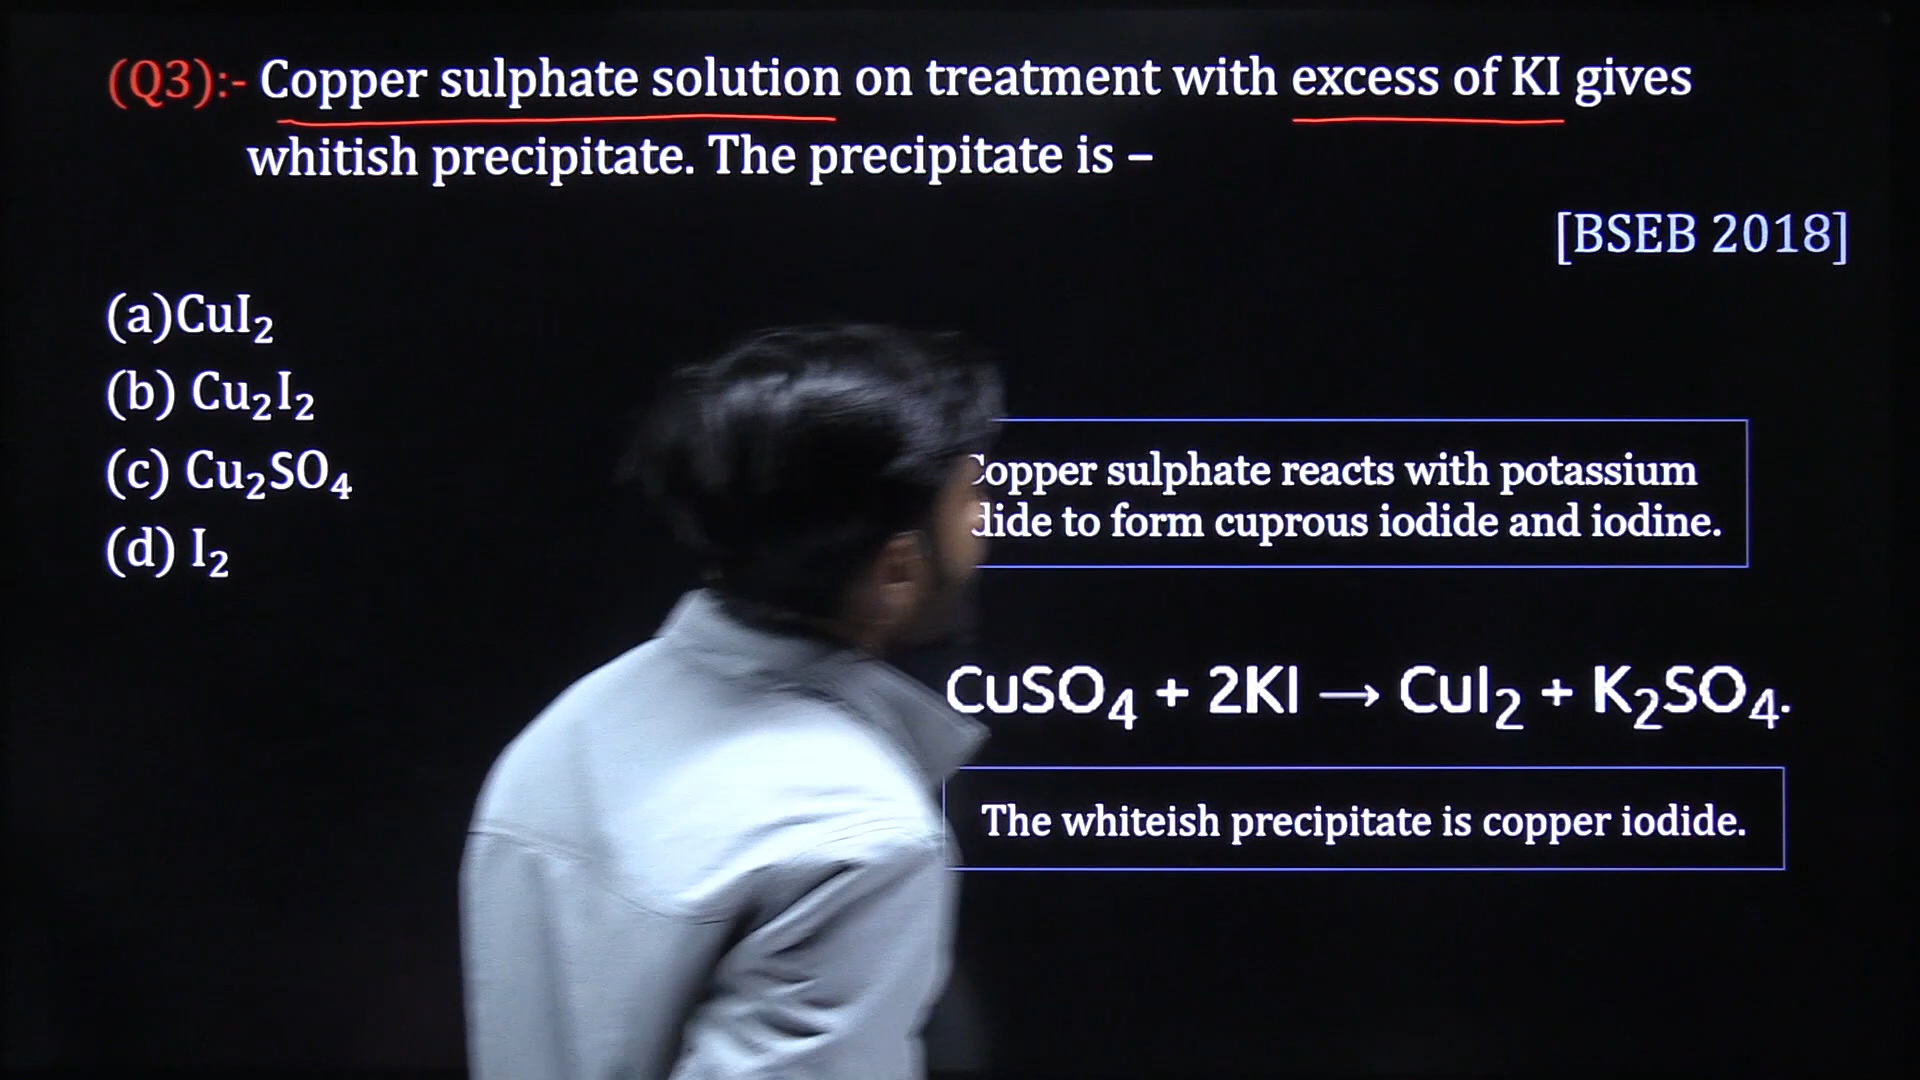 (Q3):- Copper sulphate solution on treatment with excess of KI gives
whitish precipitate. The precipitate is –
[BSEB 2018]
(a)CuI₂
(b) Cu₂I₂
(c) Cu₂SO₄
(d) I₂
Copper sulphate reacts with potassium
to form cuprous iodide and iodine.
CuSO₄ + 2KI → CuI₂ + K₂SO₄.
The whiteish precipitate is copper iodide.